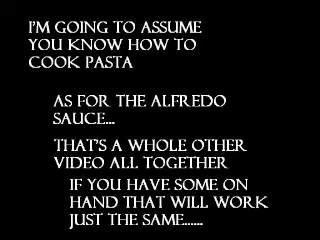 I'M GOING TO ASSUME
YOU KNOW HOW TO
COOK PASTA
AS FOR THE ALFREDO
SAUCE...
THAT'S A WHOLE OTHER
VIDEO ALL TOGETHER
IF YOU HAVE SOME ON
HAND THAT WILL WORK
JUST THE SAME......